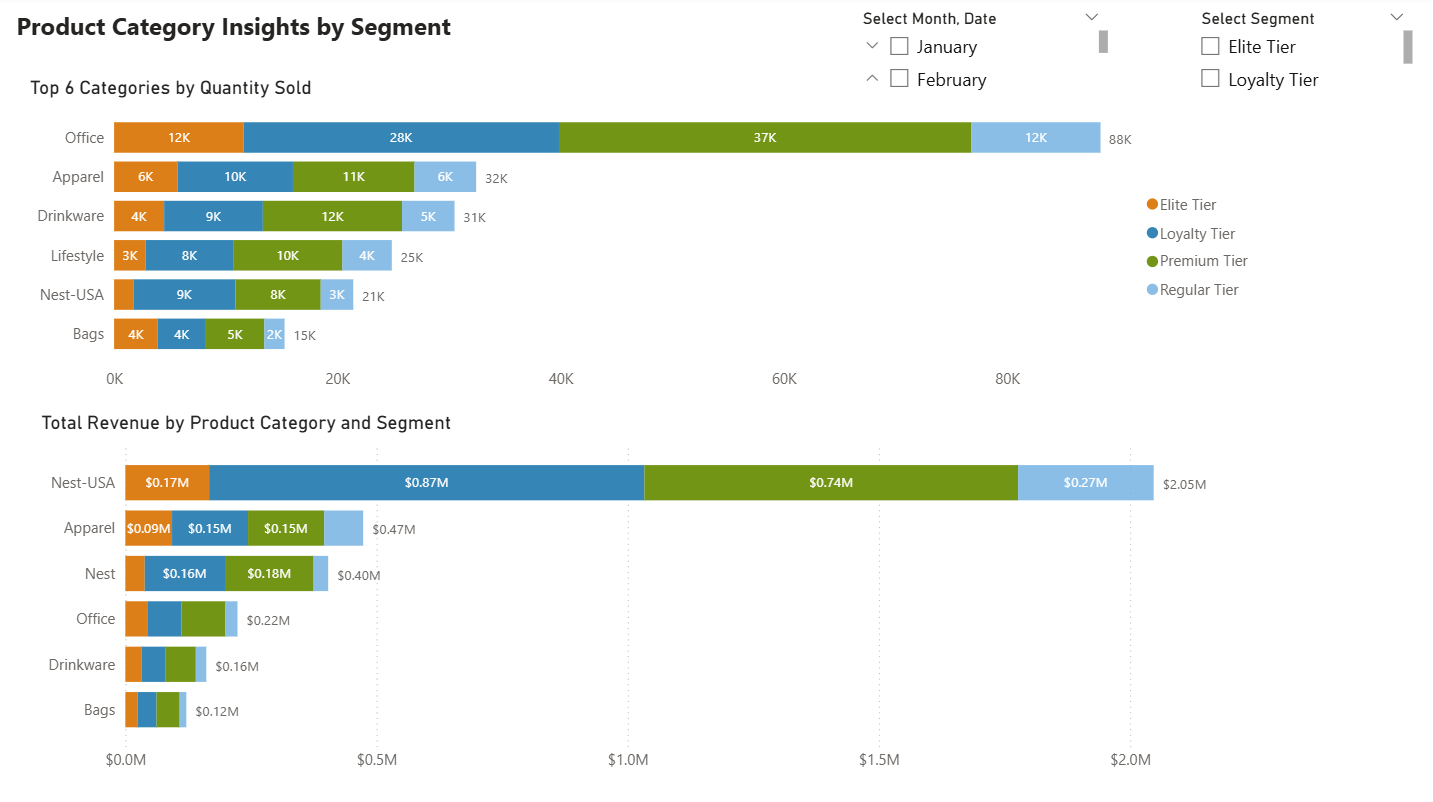 Product Category Insights by Segment
Select Month, Date
January
February
Select Segment
Elite Tier
Loyalty Tier
Top 6 Categories by Quantity Sold
Office 12K 28K 37K 12K 88K
Apparel 6K 10K 11K 6K 32K
Drinkware 4K 9K 12K 5K 31K
Lifestyle 3K 8K 10K 4K 25K
Nest-USA 9K 8K 3K 21K
Bags 4K 4K 5K 2K 15K
0K 20K 40K 60K 80K
Elite Tier
Loyalty Tier
Premium Tier
Regular Tier
Total Revenue by Product Category and Segment
Nest-USA $0.17M $0.87M $0.74M $0.27M $2.05M
Apparel $0.09M $0.15M $0.15M $0.47M
Nest $0.16M $0.18M $0.40M
Office $0.22M
Drinkware $0.16M
Bags $0.12M
$0.0M $0.5M $1.0M $1.5M $2.0M